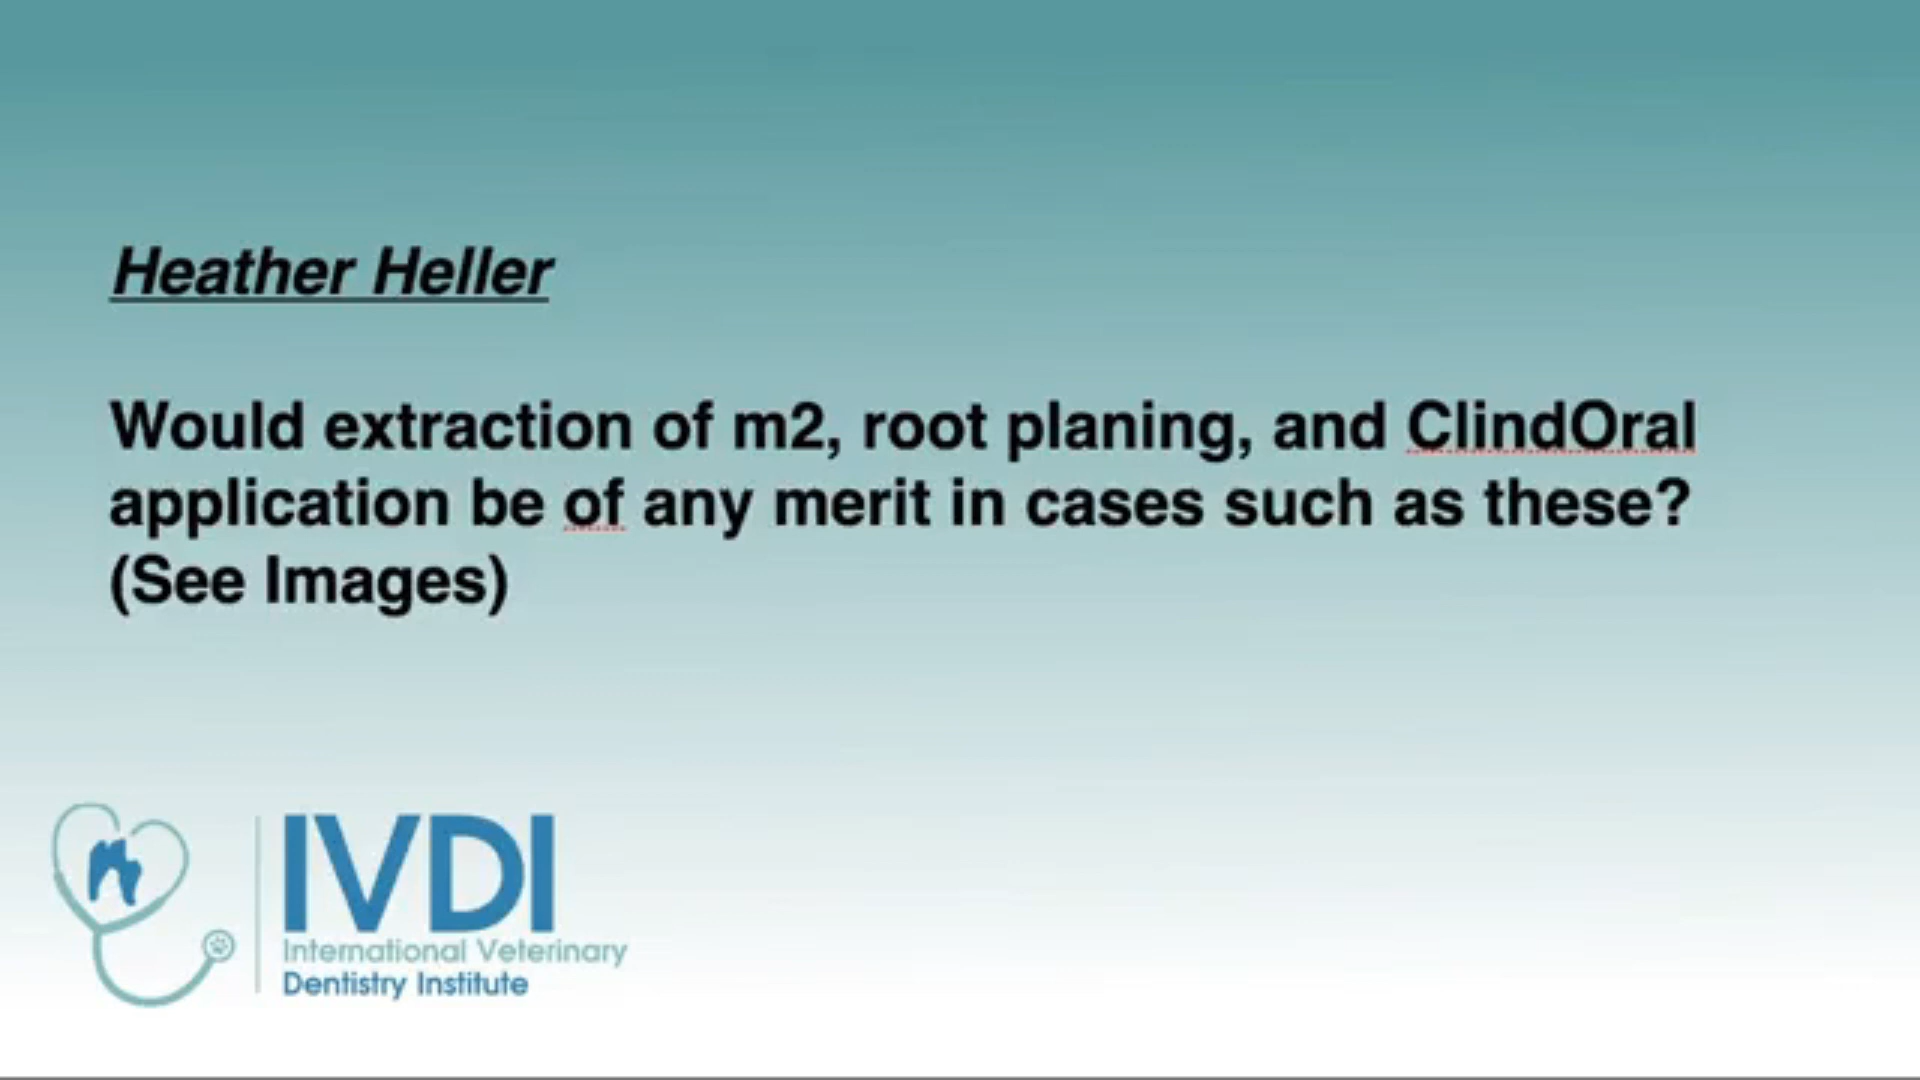 Heather Heller
Would extraction of m2, root planing, and ClindOral
application be of any merit in cases such as these?
(See Images)
IVDI
International Veterinary
Dentistry Institute